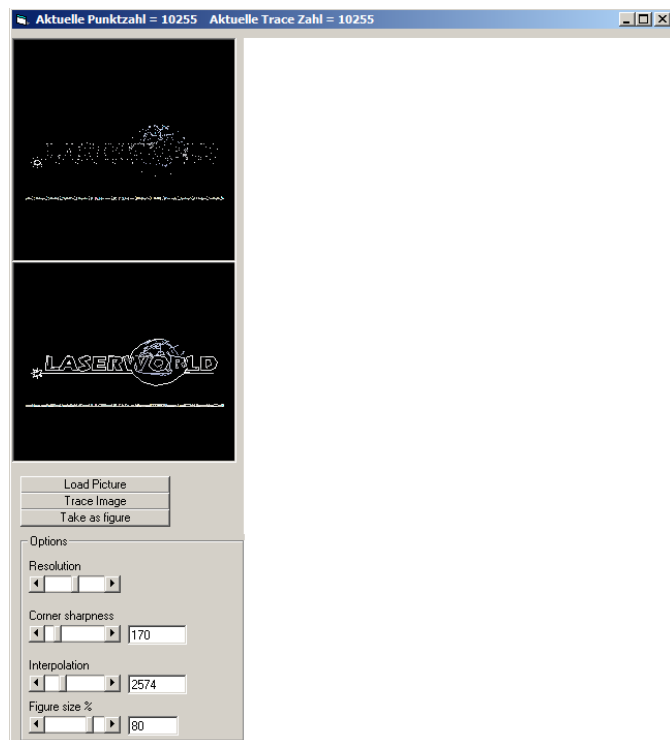 Aktuelle Punktzahl = 10255 Aktuelle Trace Zahl = 10255
LASERWORLD
Load Picture
Trace Image
Take as figure
Options
Resolution
Corner sharpness
170
Interpolation
2574
Figure size %
80